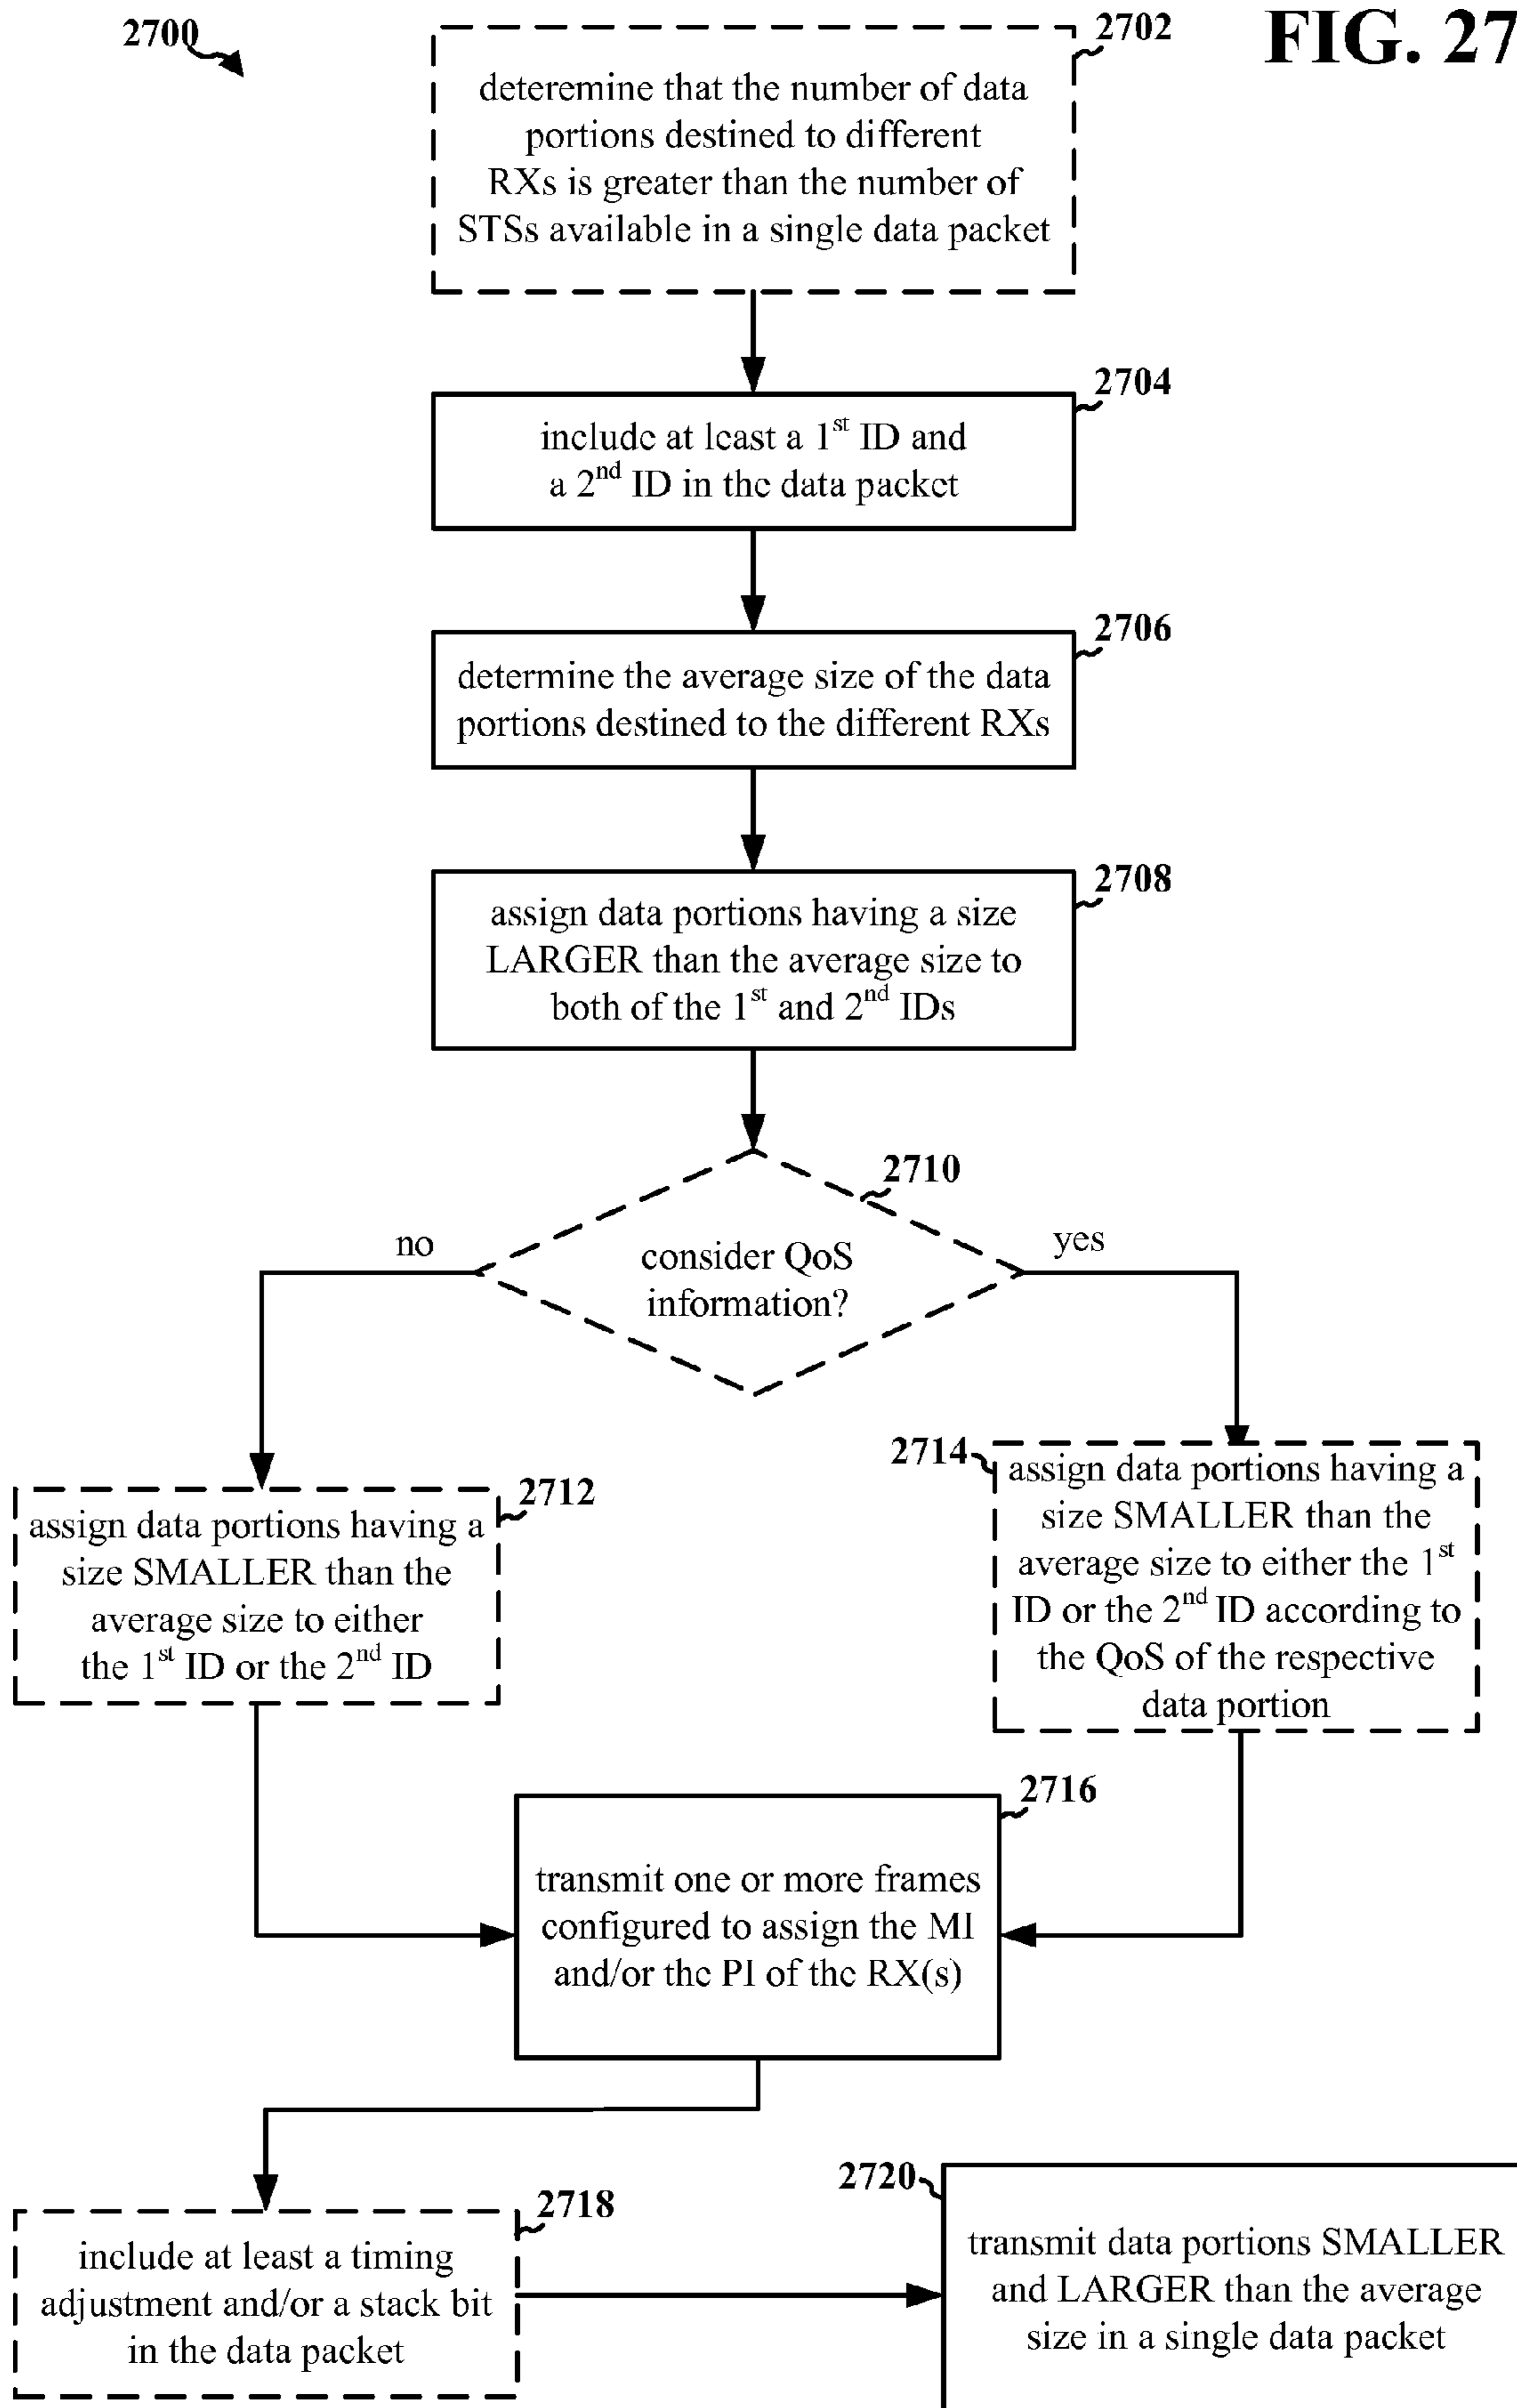 FIG. 27
2700
2702
deteremine that the number of data
portions destined to different
RXs is greater than the number of
STSs available in a single data packet
2704
include at least a 1st ID and
a 2nd ID in the data packet
2706
determine the average size of the data
portions destined to the different RXs
2708
assign data portions having a size
LARGER than the average size to
both of the 1st and 2nd IDs
2710
consider QoS
information?
no
yes
2712
assign data portions having a
size SMALLER than the
average size to either
the 1st ID or the 2nd ID
2714
assign data portions having a
size SMALLER than the
average size to either the 1st
ID or the 2nd ID according to
the QoS of the respective
data portion
2716
transmit one or more frames
configured to assign the MI
and/or the PI of the RX(s)
2718
include at least a timing
adjustment and/or a stack bit
in the data packet
2720
transmit data portions SMALLER
and LARGER than the average
size in a single data packet